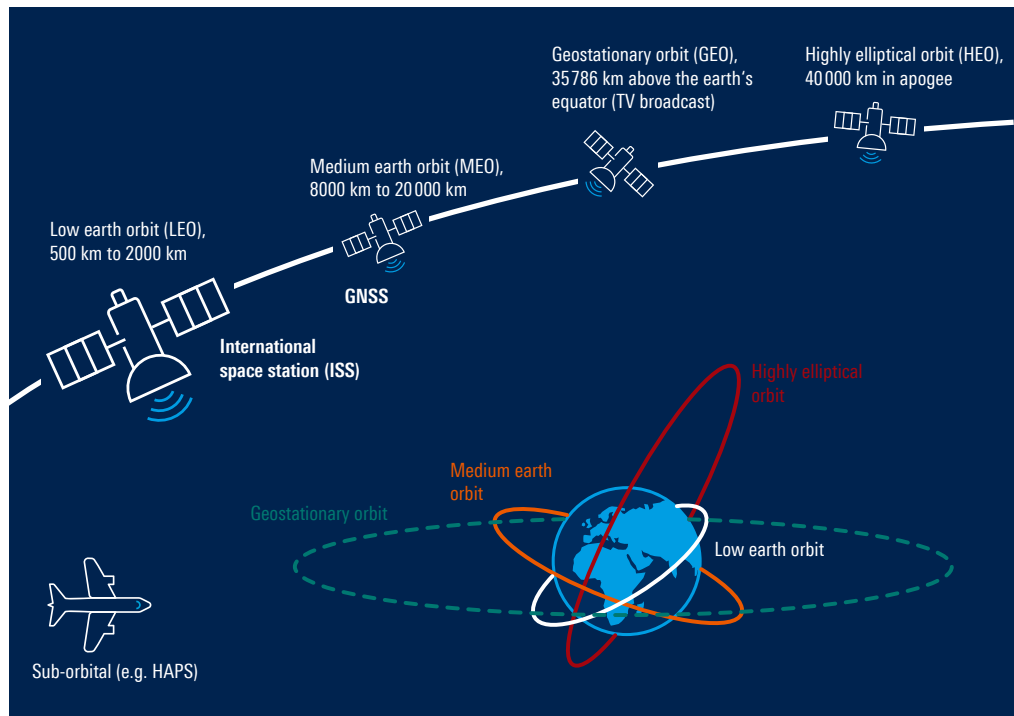 Geostationary orbit (GEO),
35 786 km above the earth's
equator (TV broadcast)
Highly elliptical orbit (HEO),
40 000 km in apogee
Medium earth orbit (MEO),
8000 km to 20 000 km
Low earth orbit (LEO),
500 km to 2000 km
GNSS
International
space station (ISS)
Highly elliptical
orbit
Medium earth
orbit
Geostationary orbit
Low earth orbit
Sub-orbital (e.g. HAPS)